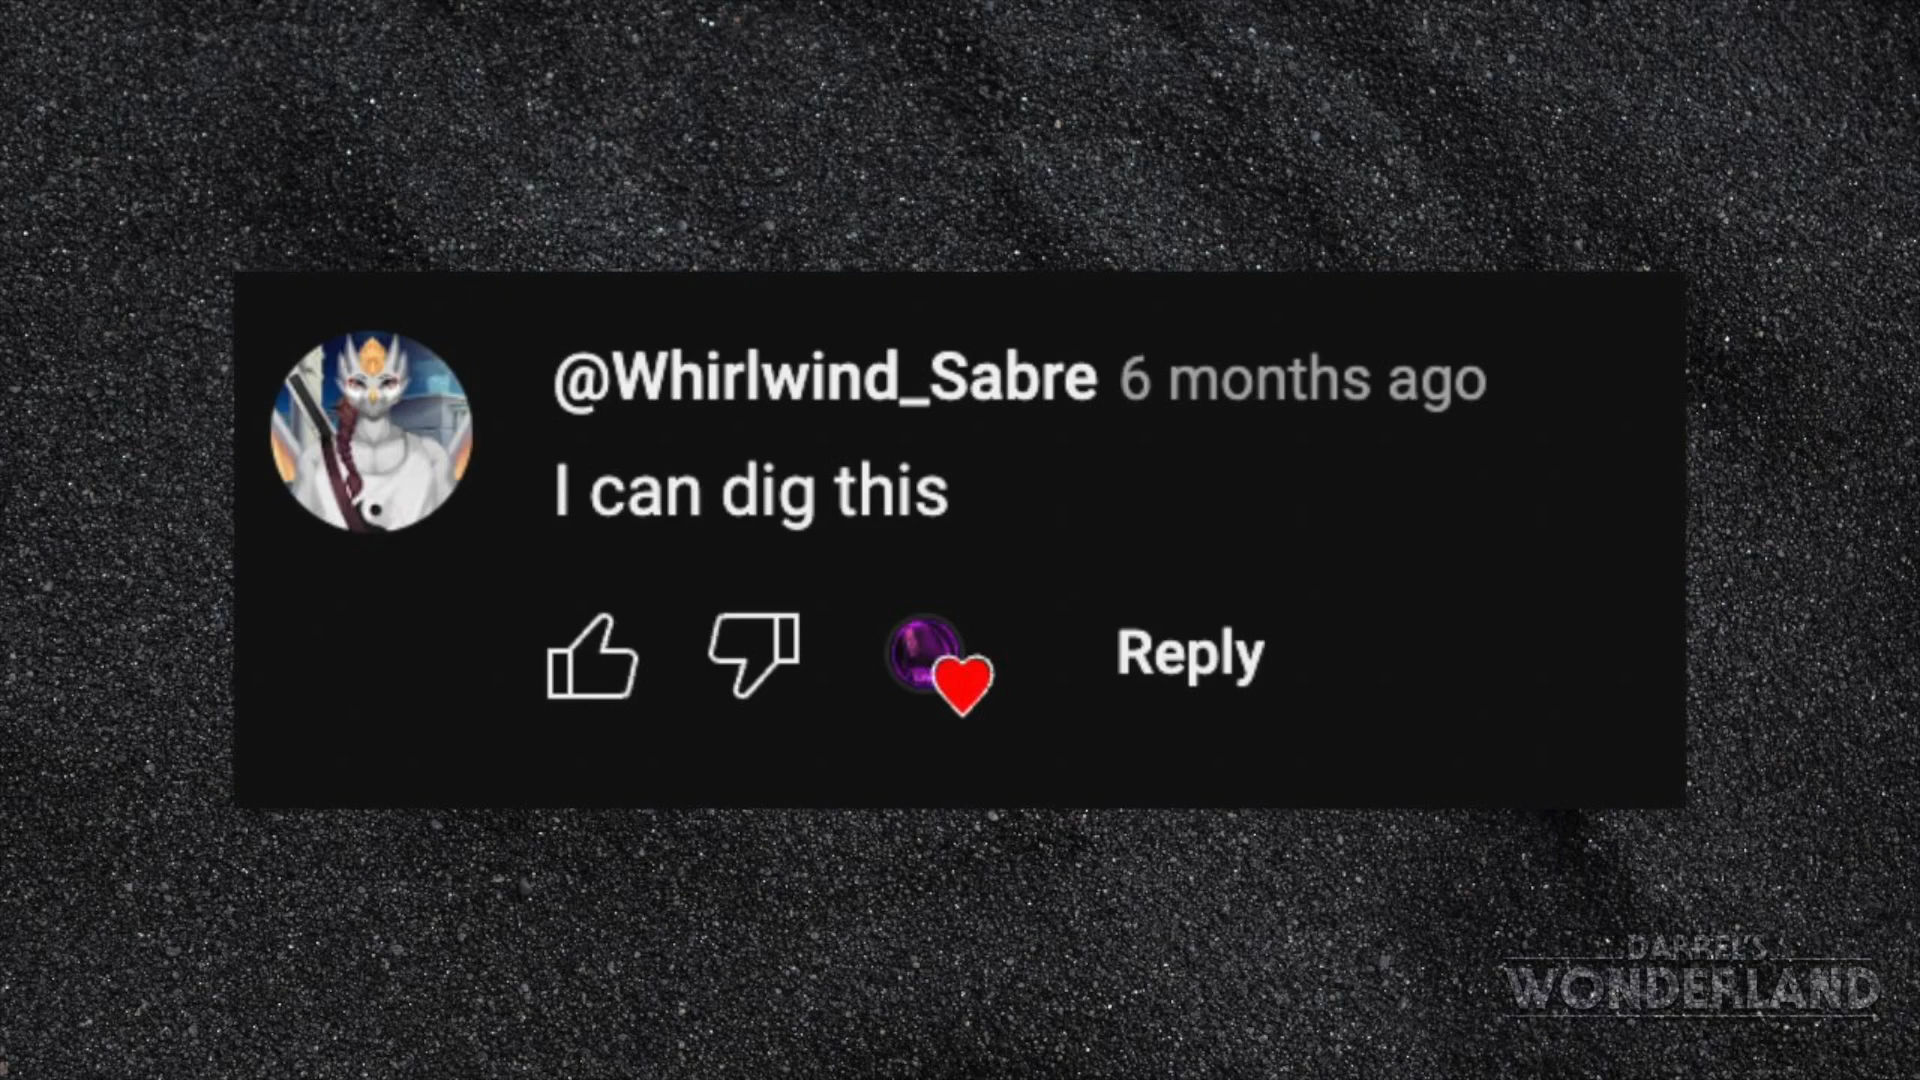 @Whirlwind_Sabre 6 months ago
I can dig this
Reply
DARREL'S
WONDERLAND